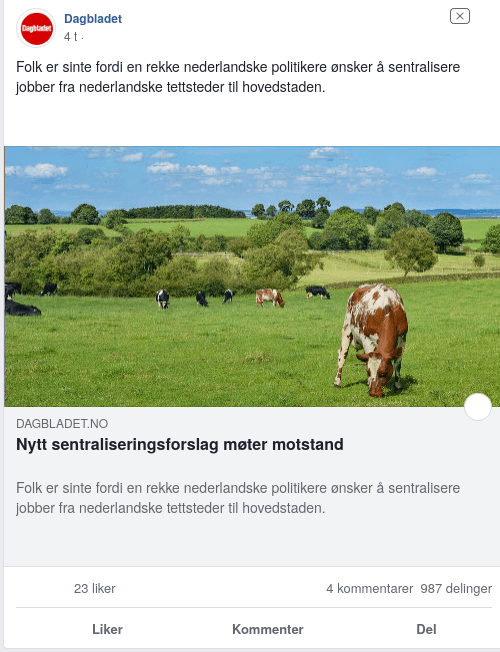 Dagbladet
Dagbladet
4 t ·
Folk er sinte fordi en rekke nederlandske politikere ønsker å sentralisere
jobber fra nederlandske tettsteder til hovedstaden.
DAGBLADET.NO
Nytt sentraliseringsforslag møter motstand
Folk er sinte fordi en rekke nederlandske politikere ønsker å sentralisere
jobber fra nederlandske tettsteder til hovedstaden.
23 liker 4 kommentarer 987 delinger
Liker Kommenter Del